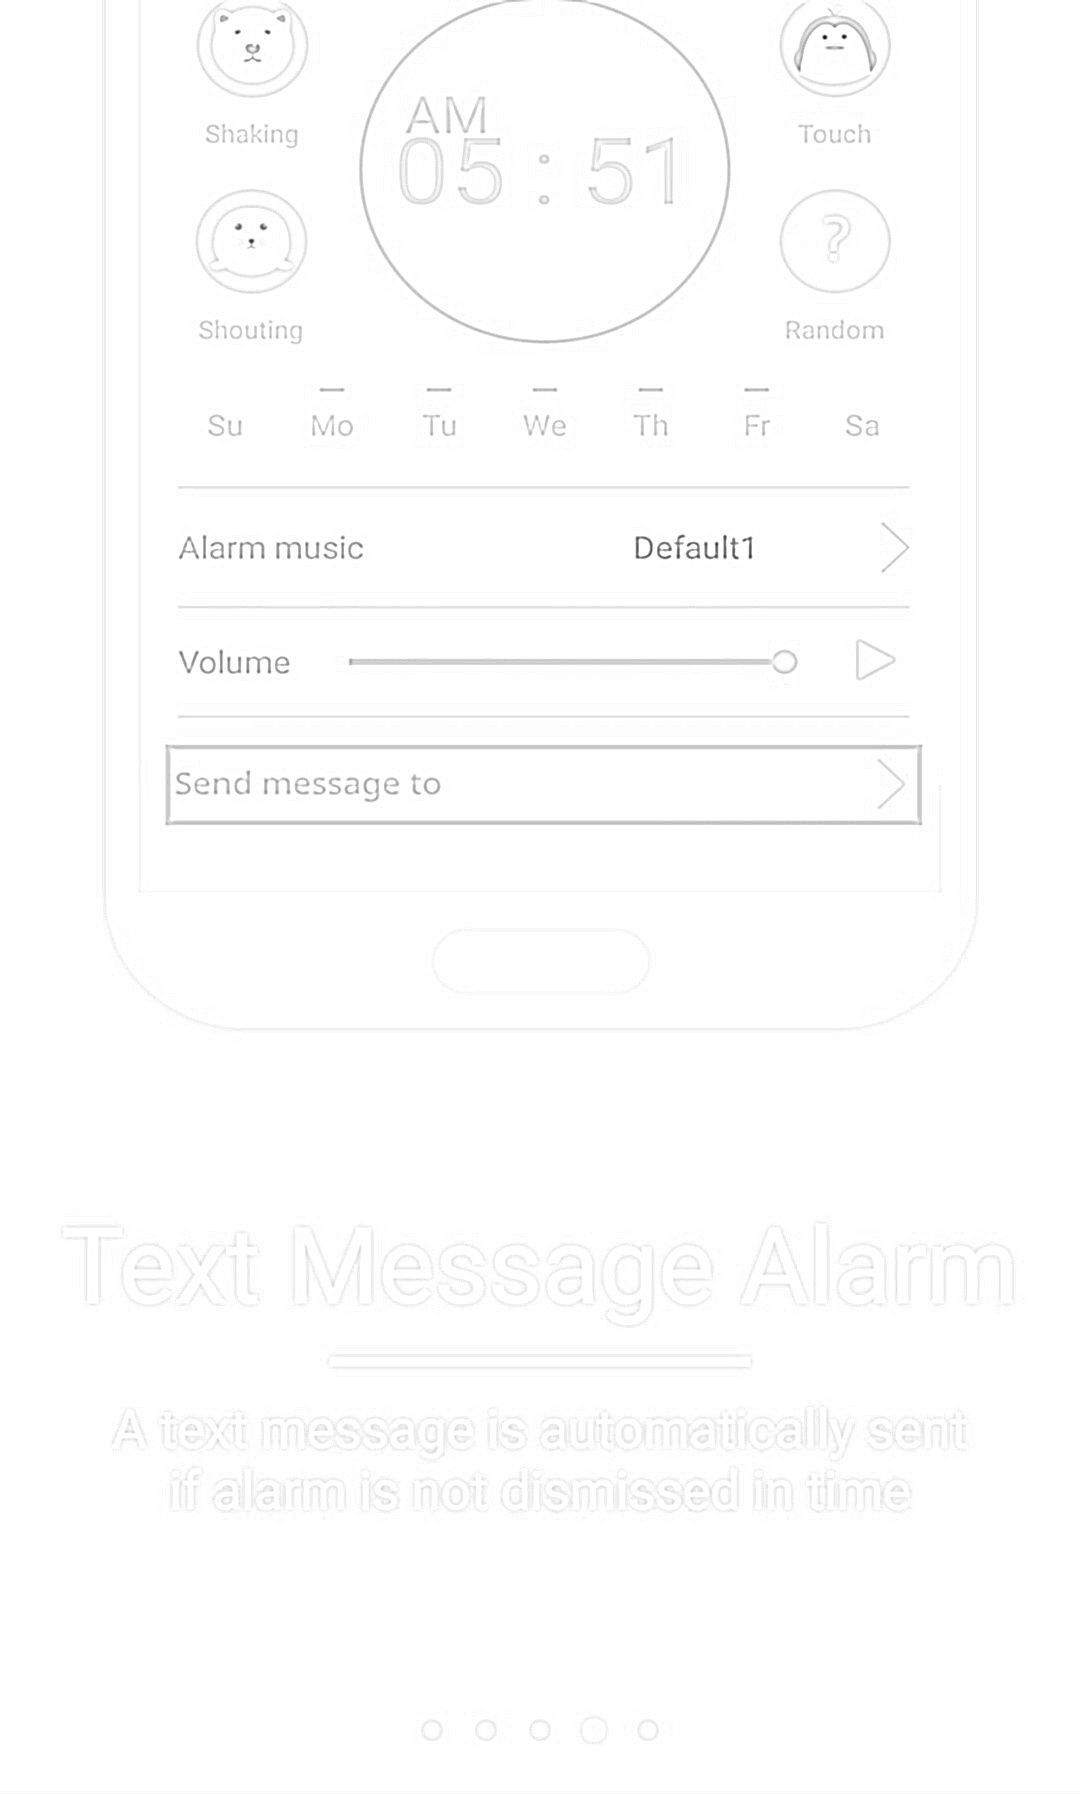 AM
05 : 51
Shaking
Touch
?
Shouting
Random
Su Mo Tu We Th Fr Sa
Alarm music Default1
Volume
Send message to
Text Message Alarm
A text message is automatically sent
if alarm is not dismissed in time